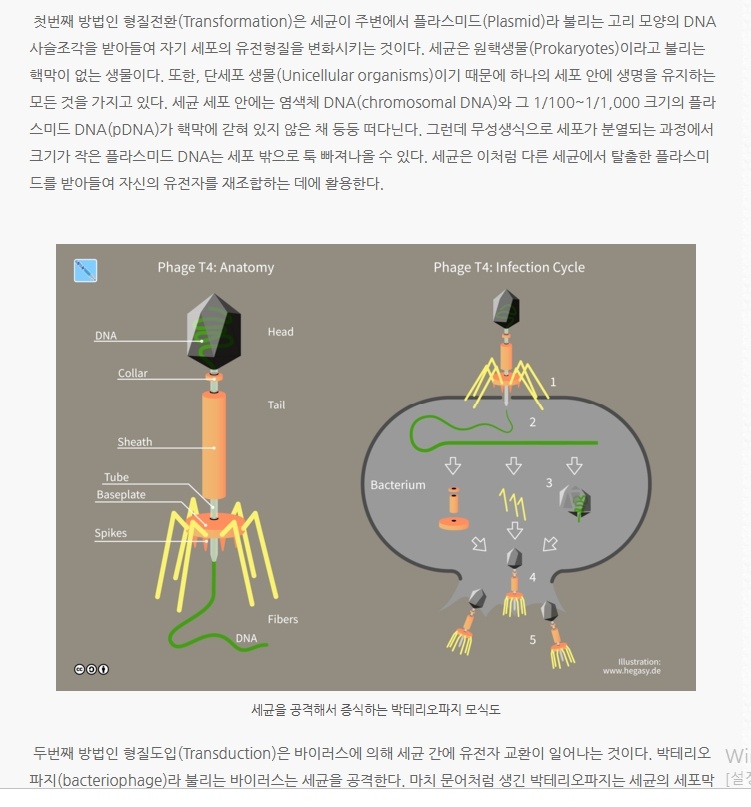 첫번째 방법인 형질전환(Transformation)은 세균이 주변에서 플라스미드(Plasmid)라 불리는 고리 모양의 DNA
사슬조각을 받아들여 자기 세포의 유전형질을 변화시키는 것이다. 세균은 원핵생물(Prokaryotes)이라고 불리는
핵막이 없는 생물이다. 또한, 단세포 생물(Unicellular organisms)이기 때문에 하나의 세포 안에 생명을 유지하는
모든 것을 가지고 있다. 세균 세포 안에는 염색체 DNA(chromosomal DNA)와 그 1/100~1/1,000 크기의 플라
스미드 DNA(pDNA)가 핵막에 갇혀 있지 않은 채 둥둥 떠다닌다. 그런데 무성생식으로 세포가 분열되는 과정에서
크기가 작은 플라스미드 DNA는 세포 밖으로 툭 빠져나올 수 있다. 세균은 이처럼 다른 세균에서 탈출한 플라스미
드를 받아들여 자신의 유전자를 재조합하는 데에 활용한다.
Phage T4: Anatomy
DNA
Head
Collar
Tail
Sheath
Tube
Baseplate
Spikes
Fibers
DNA
Phage T4: Infection Cycle
1
2
Bacterium
3
4
5
Illustration:
www.hegasy.de
세균을 공격해서 증식하는 박테리오파지 모식도
두번째 방법인 형질도입(Transduction)은 바이러스에 의해 세균 간에 유전자 교환이 일어나는 것이다. 박테리오
파지(bacteriophage)라 불리는 바이러스는 세균을 공격한다. 마치 문어처럼 생긴 박테리오파지는 세균의 세포막